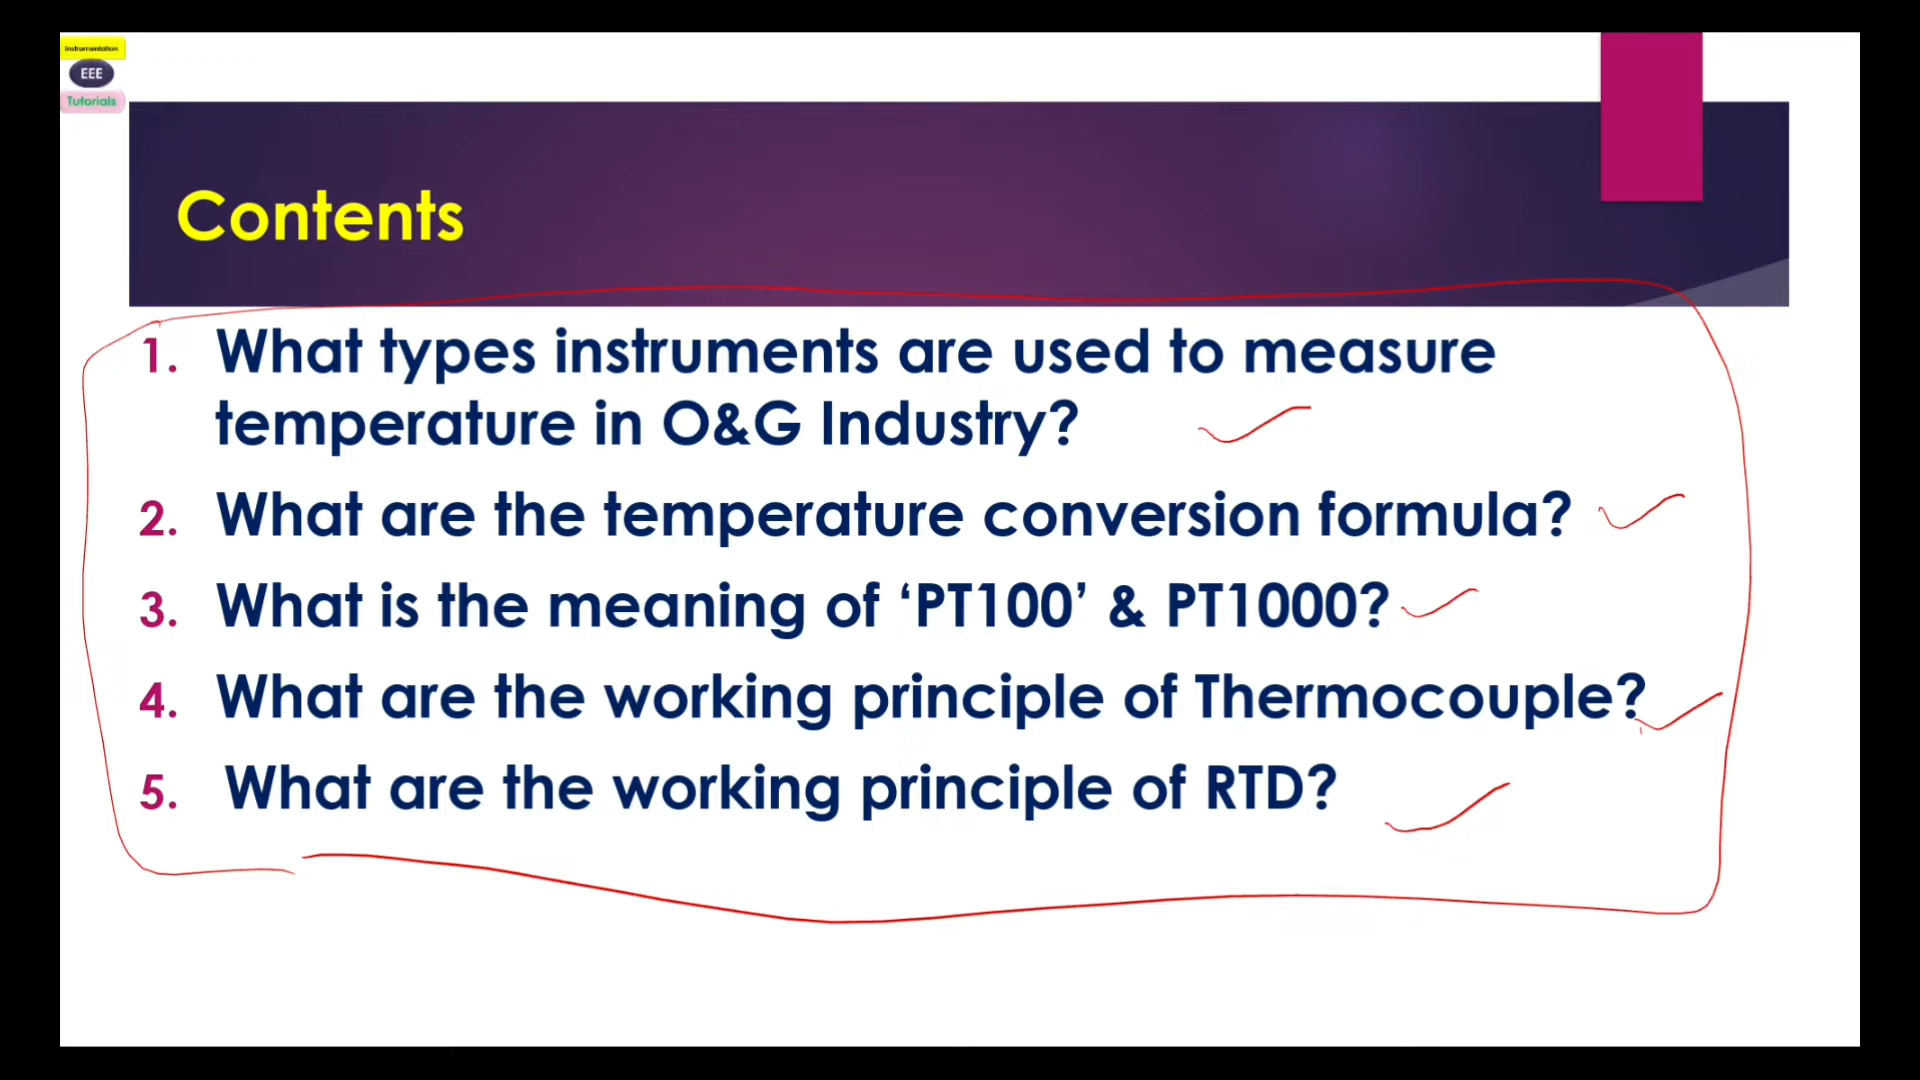 Instrumentation
EEE
Tutorials
Contents
1. What types instruments are used to measure
temperature in O&G Industry?
2. What are the temperature conversion formula?
3. What is the meaning of ‘PT100’ & PT1000?
4. What are the working principle of Thermocouple?
5. What are the working principle of RTD?